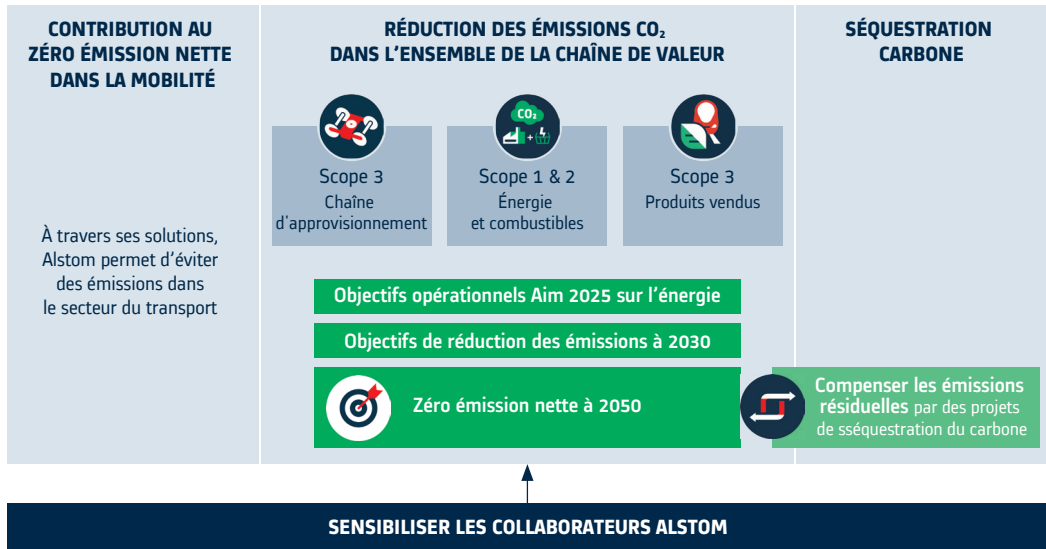 CONTRIBUTION AU
ZÉRO ÉMISSION NETTE
DANS LA MOBILITÉ
À travers ses solutions,
Alstom permet d'éviter
des émissions dans
le secteur du transport
RÉDUCTION DES ÉMISSIONS CO₂
DANS L'ENSEMBLE DE LA CHAÎNE DE VALEUR
Scope 3
Chaîne
d'approvisionnement
CO₂
Scope 1 & 2
Énergie
et combustibles
Scope 3
Produits vendus
Objectifs opérationnels Aim 2025 sur l'énergie
Objectifs de réduction des émissions à 2030
Zéro émission nette à 2050
SÉQUESTRATION
CARBONE
Compenser les émissions
résiduelles par des projets
de sséquestration du carbone
SENSIBILISER LES COLLABORATEURS ALSTOM